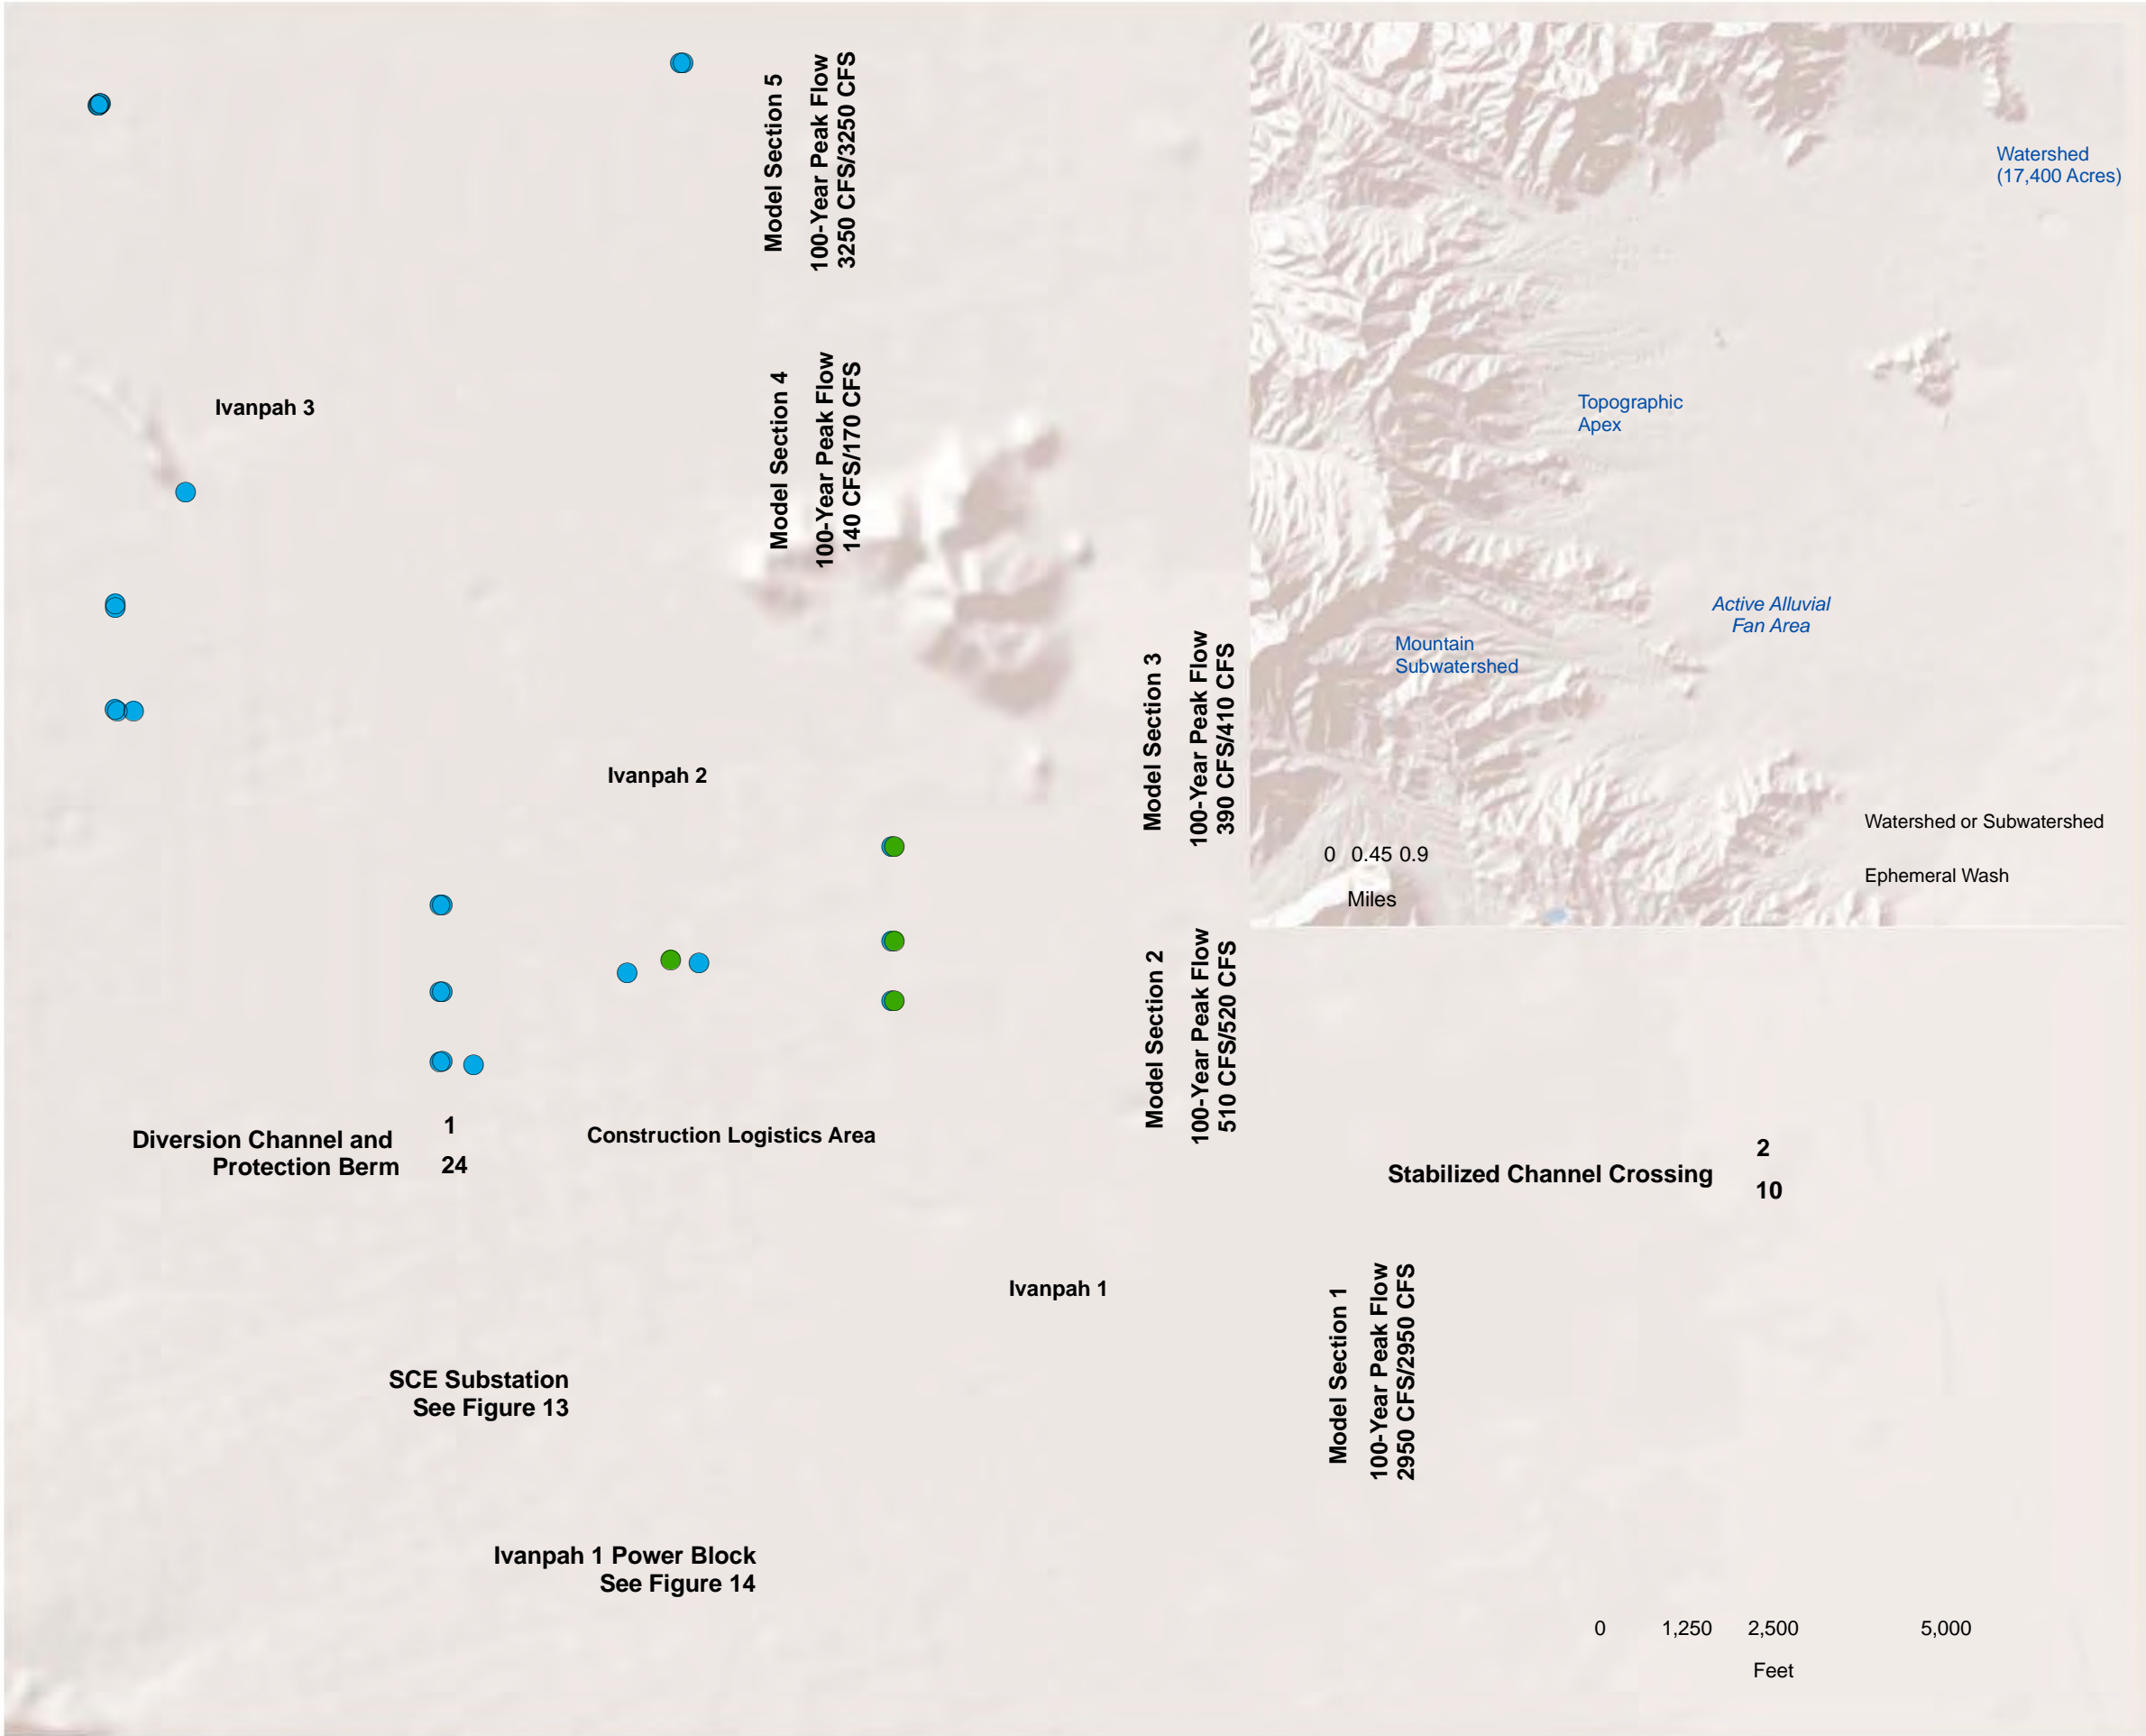 Model Section 5
100-Year Peak Flow
3250 CFS/3250 CFS
Watershed
(17,400 Acres)
Model Section 4
100-Year Peak Flow
140 CFS/170 CFS
Ivanpah 3
Topographic
Apex
Active Alluvial
Fan Area
Mountain
Subwatershed
Model Section 3
100-Year Peak Flow
390 CFS/410 CFS
Ivanpah 2
Watershed or Subwatershed
0 0.45 0.9
Miles
Ephemeral Wash
Model Section 2
100-Year Peak Flow
510 CFS/520 CFS
Diversion Channel and
Protection Berm
1
24
Construction Logistics Area
Stabilized Channel Crossing
2
10
Ivanpah 1
Model Section 1
100-Year Peak Flow
2950 CFS/2950 CFS
SCE Substation
See Figure 13
Ivanpah 1 Power Block
See Figure 14
0 1,250 2,500 5,000
Feet